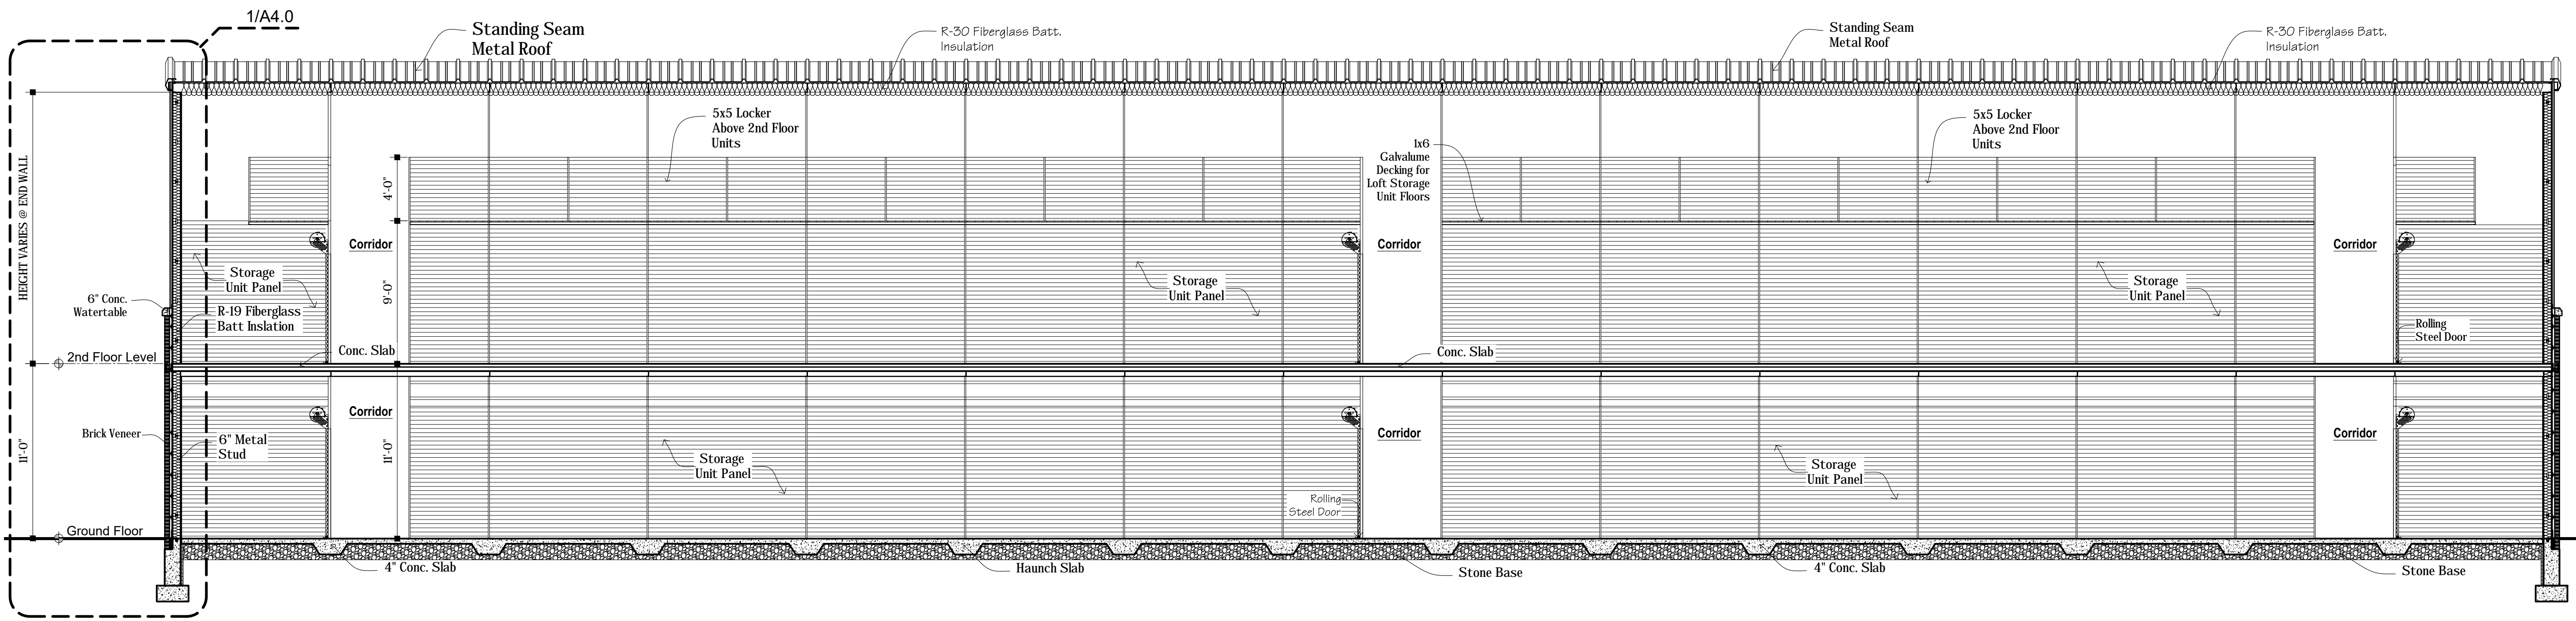 1/A4.0
Standing Seam
Metal Roof
R-30 Fiberglass Batt.
Insulation
Standing Seam
Metal Roof
R-30 Fiberglass Batt.
Insulation
5x5 Locker
Above 2nd Floor
Units
1x6
Galvalume
Decking for
Loft Storage
Unit Floors
5x5 Locker
Above 2nd Floor
Units
HEIGHT VARIES @ END WALL
4'-0"
Corridor
Corridor
Corridor
Storage
Unit Panel
9'-0"
Storage
Unit Panel
Storage
Unit Panel
6" Conc.
Watertable
R-19 Fiberglass
Batt Inslation
Rolling
Steel Door
2nd Floor Level
Conc. Slab
Conc. Slab
Corridor
Corridor
Corridor
Brick Veneer
6" Metal
Stud
11'-0"
11'-0"
Storage
Unit Panel
Storage
Unit Panel
Rolling
Steel Door
Ground Floor
4" Conc. Slab
Haunch Slab
Stone Base
4" Conc. Slab
Stone Base